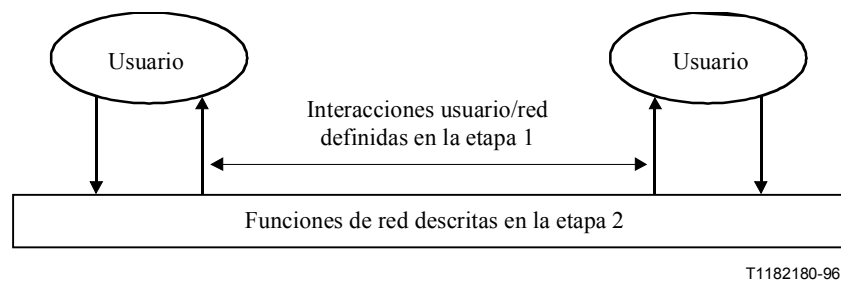 Usuario
Usuario
Interacciones usuario/red
definidas en la etapa 1
Funciones de red descritas en la etapa 2
T1182180-96